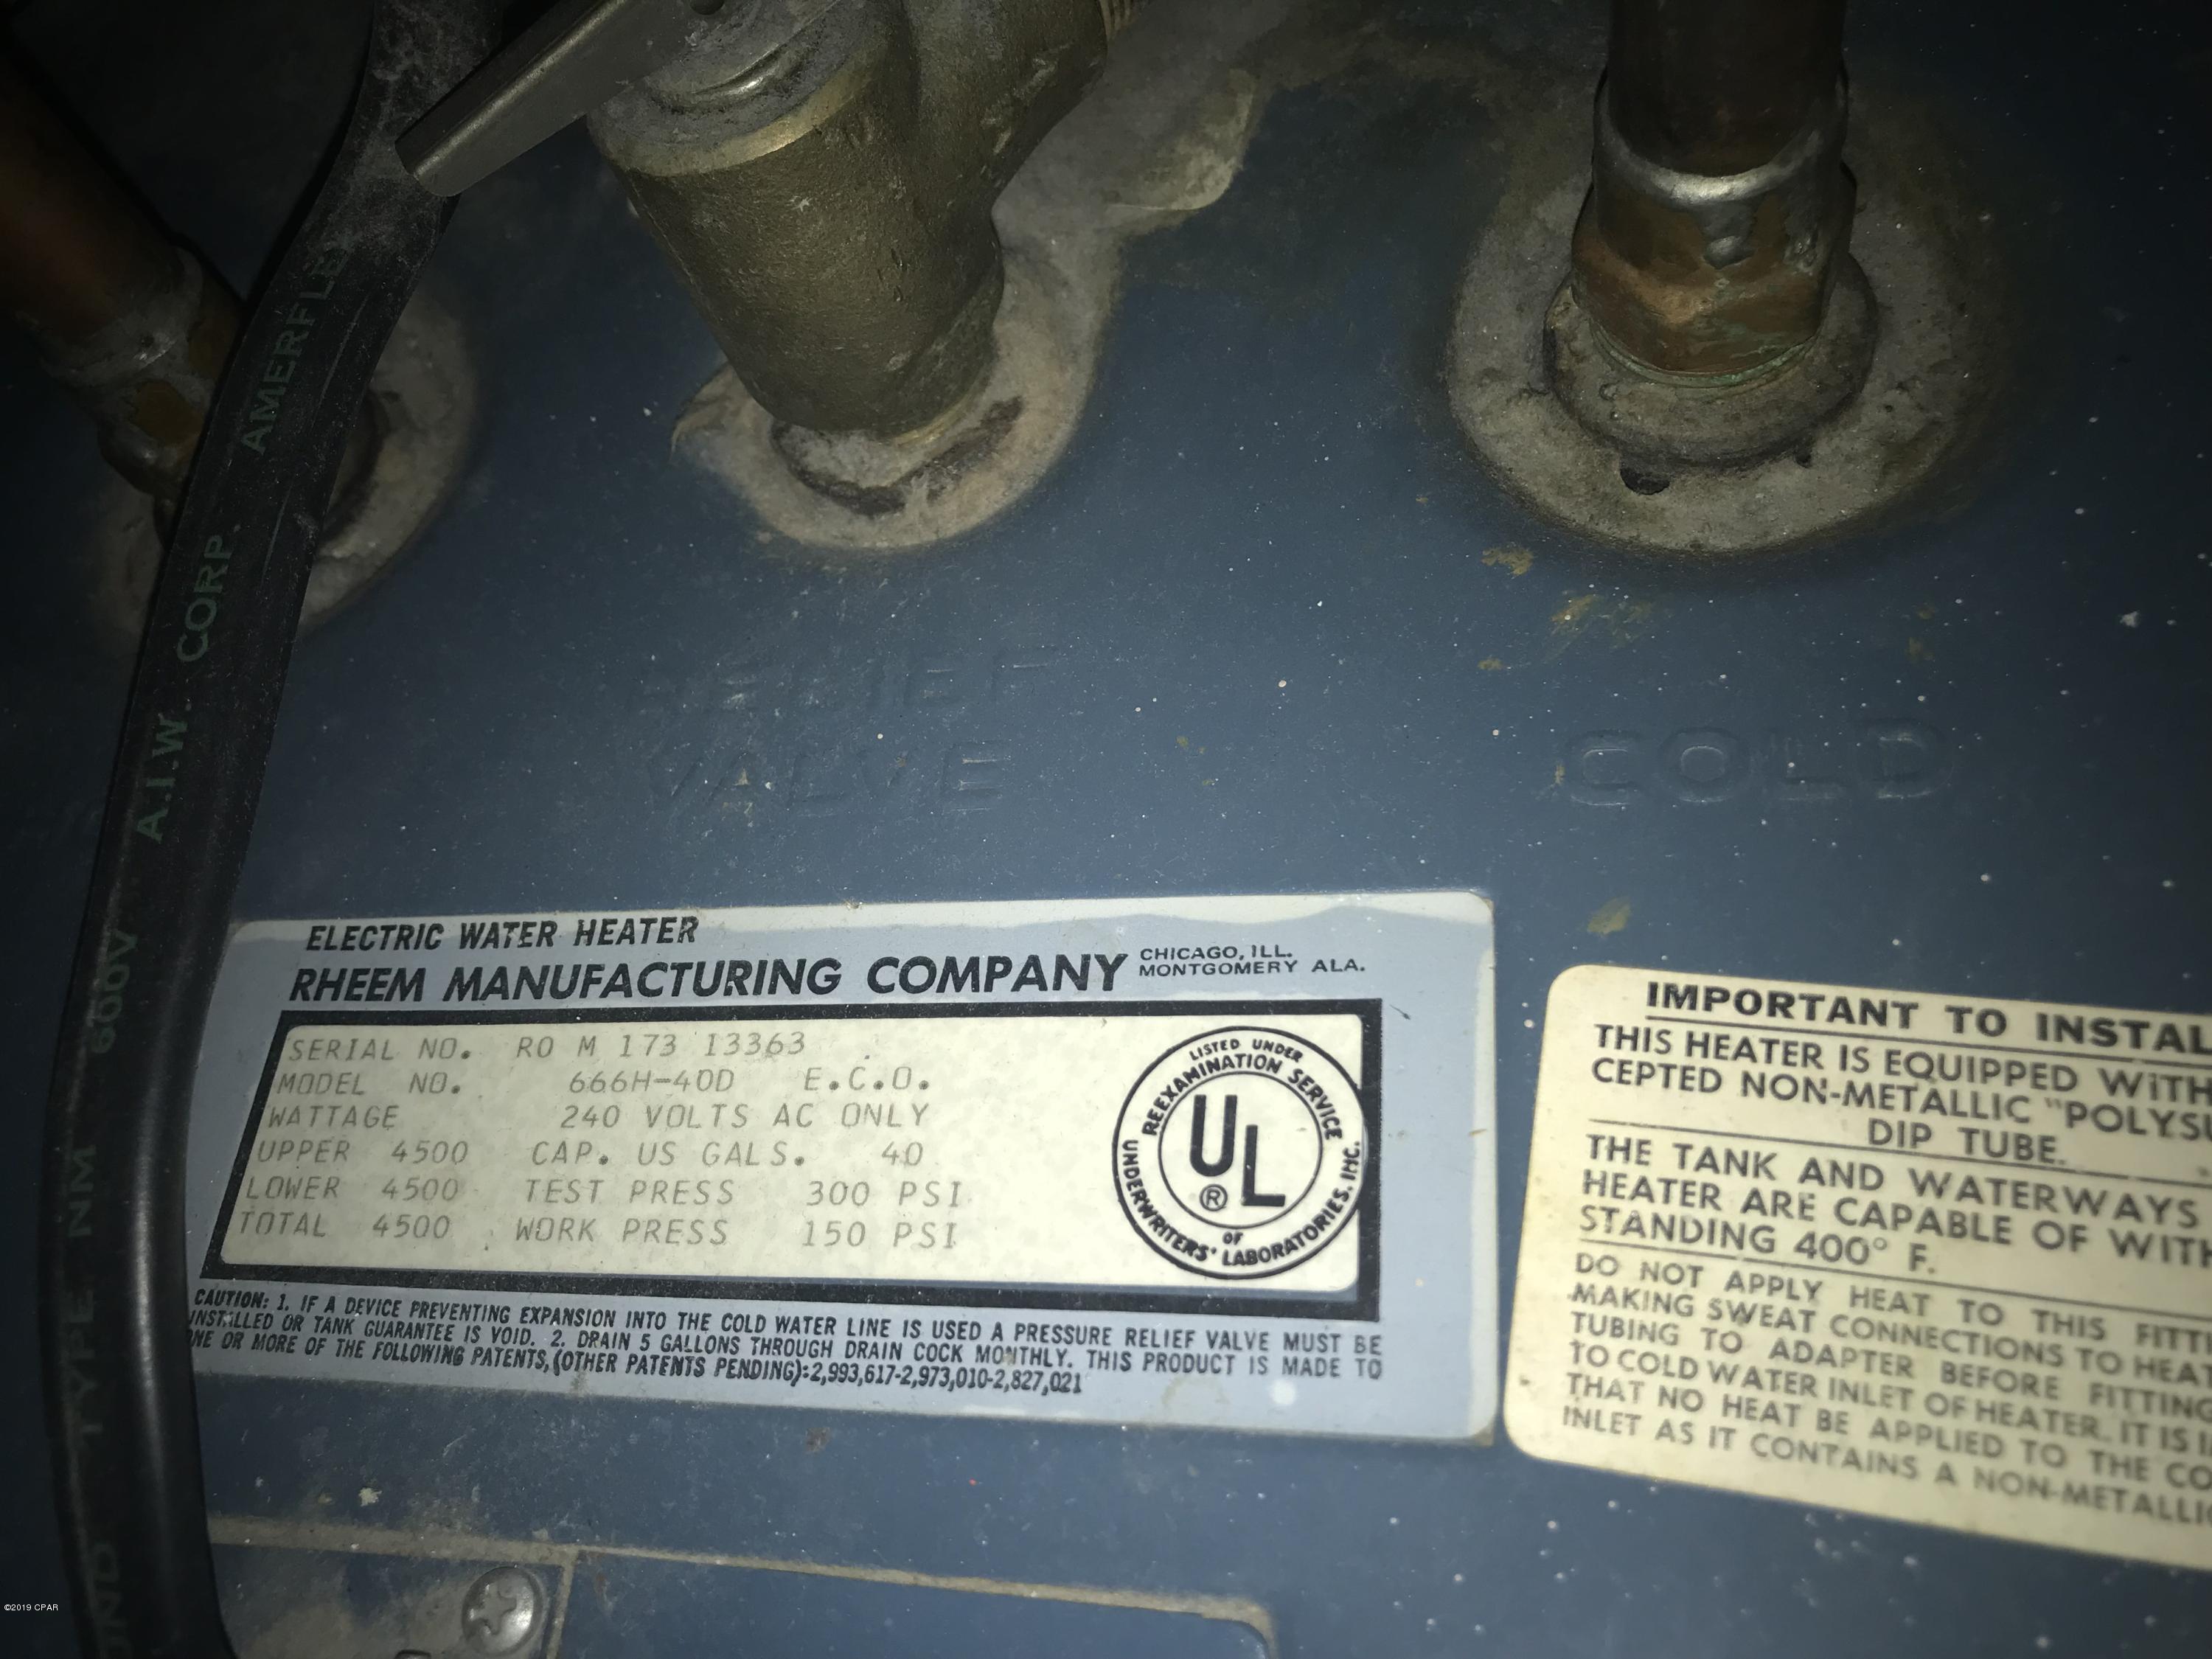 AMERFLEX
A.I.W. CORP.
600V
TYPE NM
RELIEF
VALVE
COLD
ELECTRIC WATER HEATER
RHEEM MANUFACTURING COMPANY
CHICAGO, ILL.
MONTGOMERY ALA.
SERIAL NO. RO M 173 I3363
MODEL NO. 666H-40D E.C.O.
WATTAGE 240 VOLTS AC ONLY
UPPER 4500 CAP. US GALS. 40
LOWER 4500 TEST PRESS 300 PSI
TOTAL 4500 WORK PRESS 150 PSI
LISTED UNDER
REEXAMINATION SERVICE
UL
®
OF
UNDERWRITERS' LABORATORIES, INC.
CAUTION: 1. IF A DEVICE PREVENTING EXPANSION INTO THE COLD WATER LINE IS USED A PRESSURE RELIEF VALVE MUST BE
INSTALLED OR TANK GUARANTEE IS VOID. 2. DRAIN 5 GALLONS THROUGH DRAIN COCK MONTHLY. THIS PRODUCT IS MADE TO
ONE OR MORE OF THE FOLLOWING PATENTS, (OTHER PATENTS PENDING):2,993,617-2,973,010-2,827,021
IMPORTANT TO INSTAL
THIS HEATER IS EQUIPPED WITH
CEPTED NON-METALLIC "POLYSU
DIP TUBE.
THE TANK AND WATERWAYS
HEATER ARE CAPABLE OF WITH
STANDING 400° F.
DO NOT APPLY HEAT TO THIS FITTI
MAKING SWEAT CONNECTIONS TO HEAT
TUBING TO ADAPTER BEFORE FITTING
TO COLD WATER INLET OF HEATER. IT IS I
THAT NO HEAT BE APPLIED TO THE CO
INLET AS IT CONTAINS A NON-METALLIC
©2019 CPAR